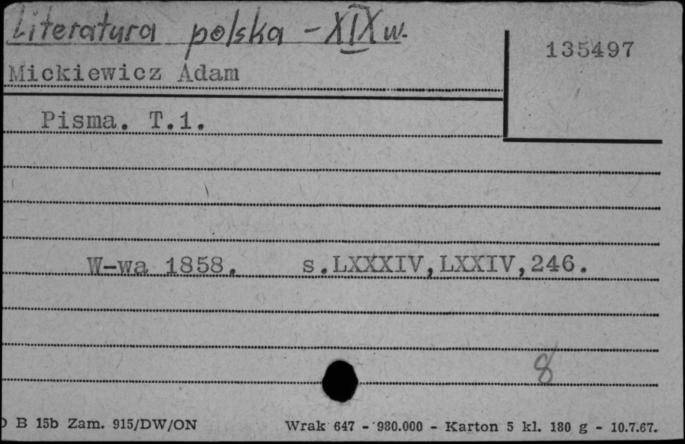 Literatura polska - XIX w.
135497
Mickiewicz Adam
Pisma. T.1.
W-wa 1858. s.LXXXIV,LXXIV,246.
8
B 15b Zam. 915/DW/ON Wrak 647 - 980.000 - Karton 5 kl. 180 g - 10.7.67.